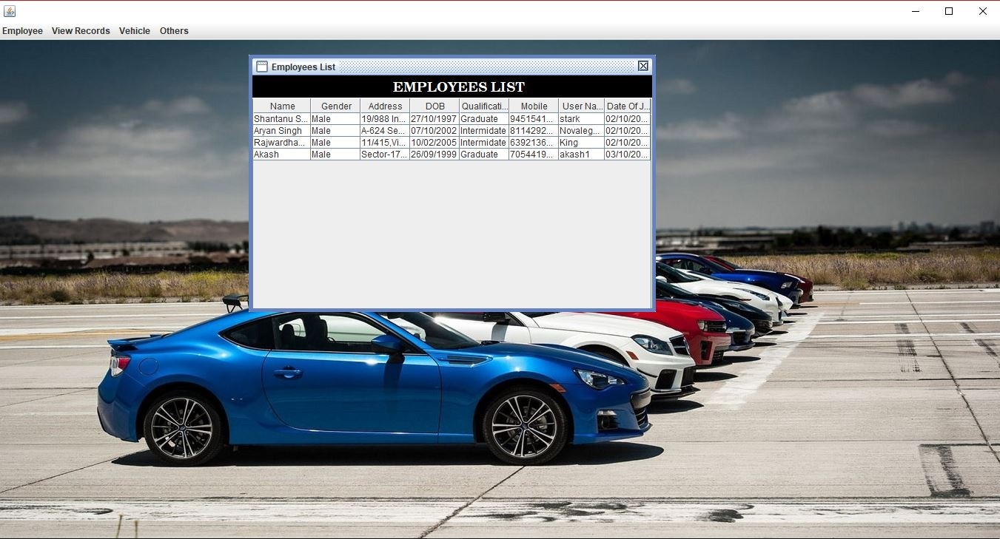 Employee View Records Vehicle Others
Employees List
EMPLOYEES LIST
Name Gender Address DOB Qualificati... Mobile User Na... Date Of J...
Shantanu S... Male 19/988 In... 27/10/1997 Graduate 9451541... stark 02/10/20...
Aryan Singh Male A-624 Se... 07/10/2002 Intermidate 8114292... Novaleg... 02/10/20...
Rajwardha... Male 11/415,Vi... 10/02/2005 Intermidate 6392136... King 02/10/20...
Akash Male Sector-17... 26/09/1999 Graduate 7054419... akash1 03/10/20...